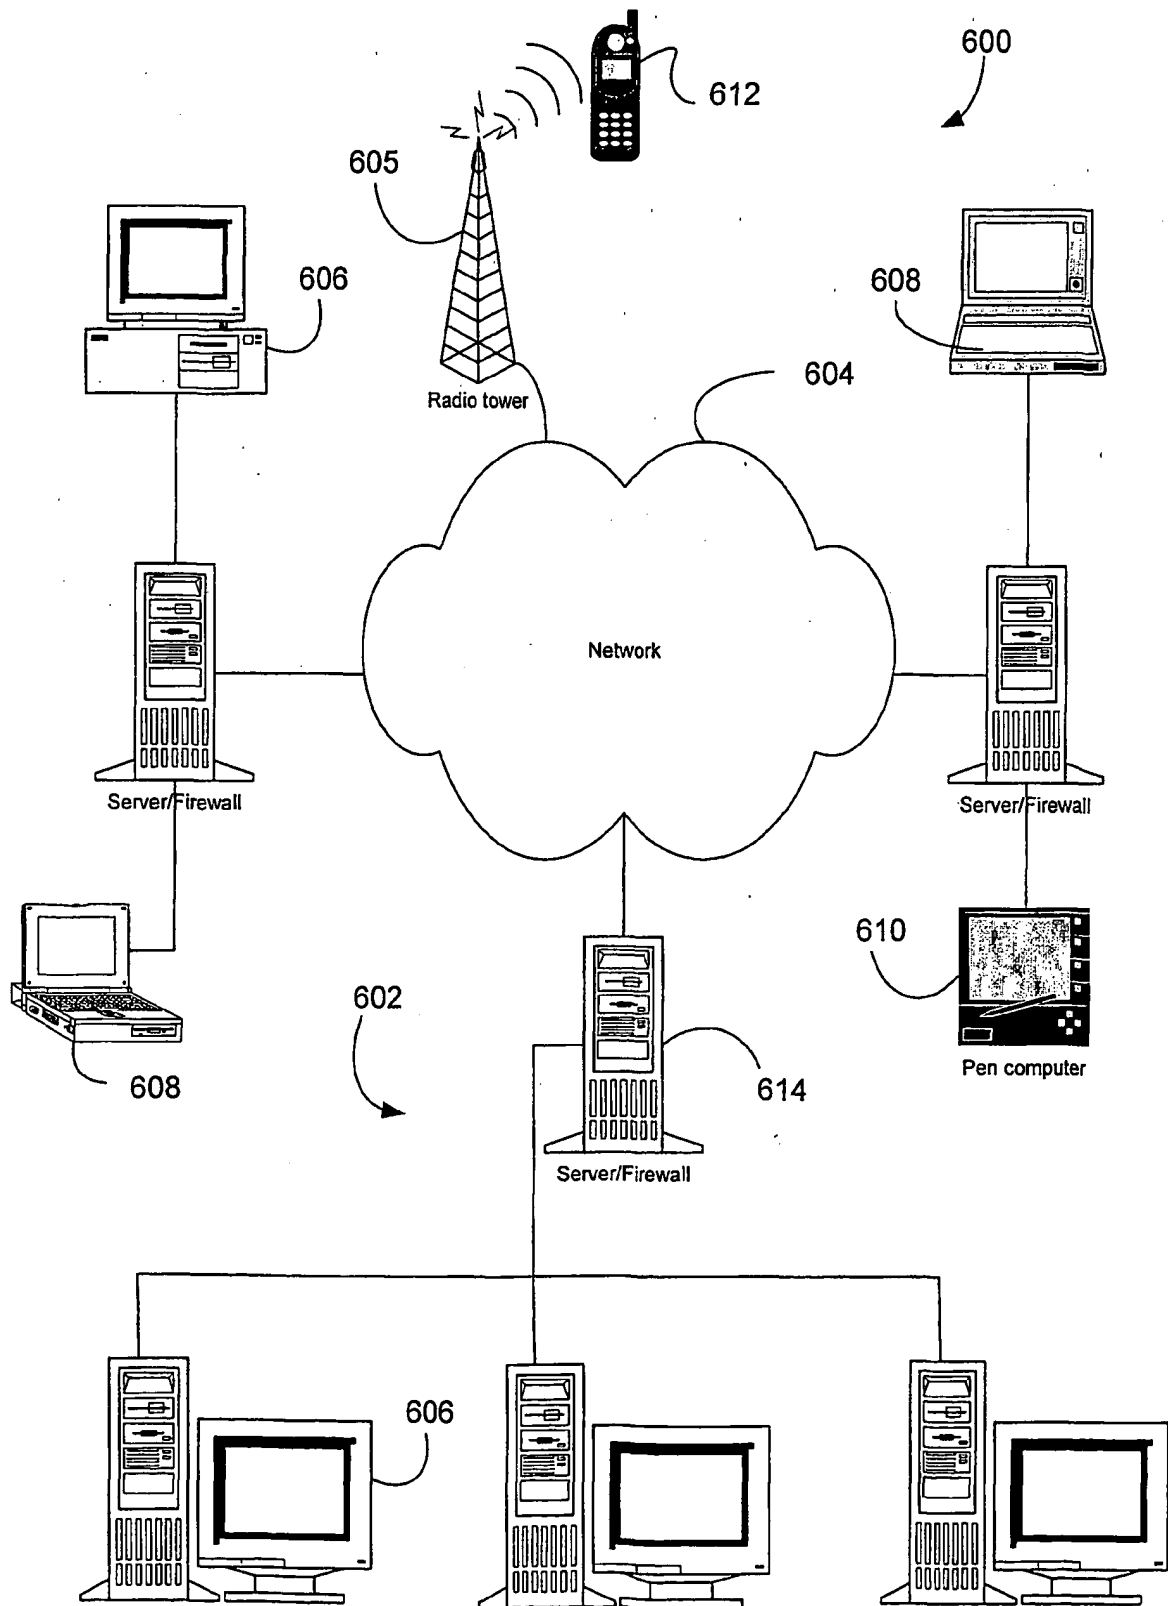 600
612
605
606
608
604
Radio tower
Network
Server/Firewall
Server/Firewall
610
602
608
614
Pen computer
Server/Firewall
606